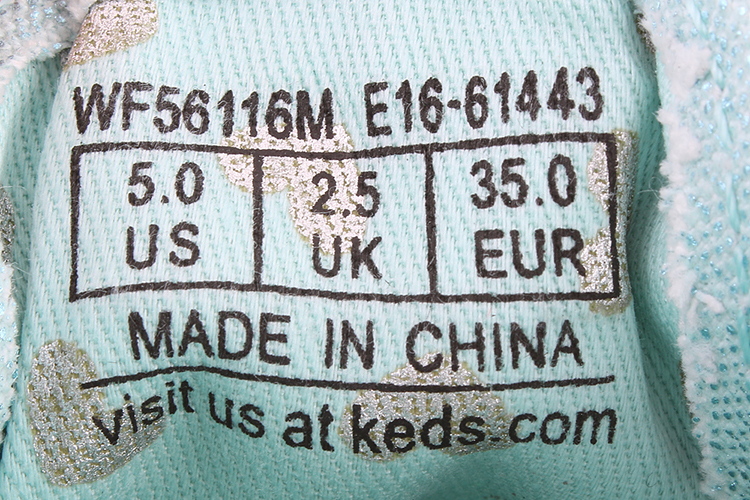 WF56116M E16-61443
5.0 2.5 35.0
US UK EUR
MADE IN CHINA
visit us at keds.com